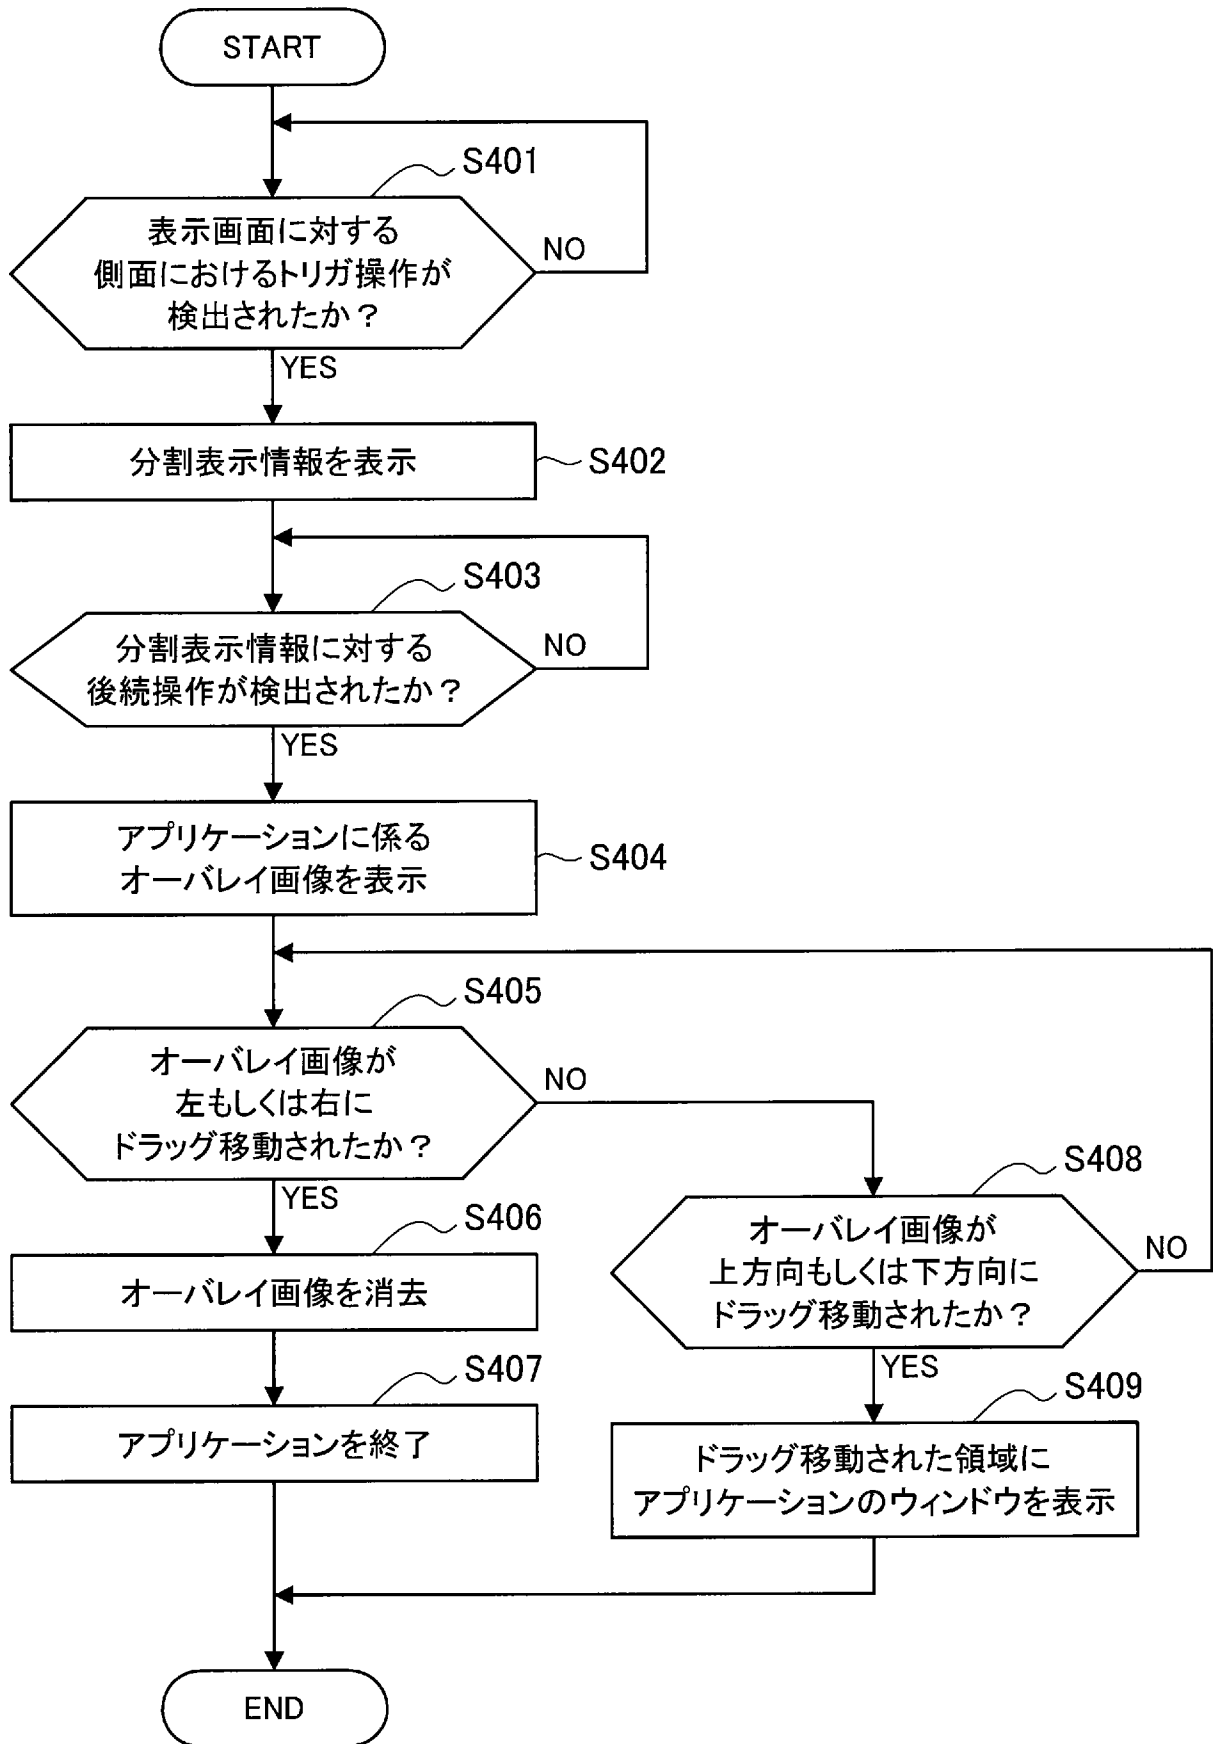 START
S401
表示画面に対する
側面におけるトリガ操作が
検出されたか？
NO
YES
分割表示情報を表示
S402
S403
分割表示情報に対する
後続操作が検出されたか？
NO
YES
アプリケーションに係る
オーバレイ画像を表示
S404
S405
オーバレイ画像が
左もしくは右に
ドラッグ移動されたか？
NO
YES
S406
オーバレイ画像を消去
S407
アプリケーションを終了
S408
オーバレイ画像が
上方向もしくは下方向に
ドラッグ移動されたか？
NO
YES
S409
ドラッグ移動された領域に
アプリケーションのウィンドウを表示
END